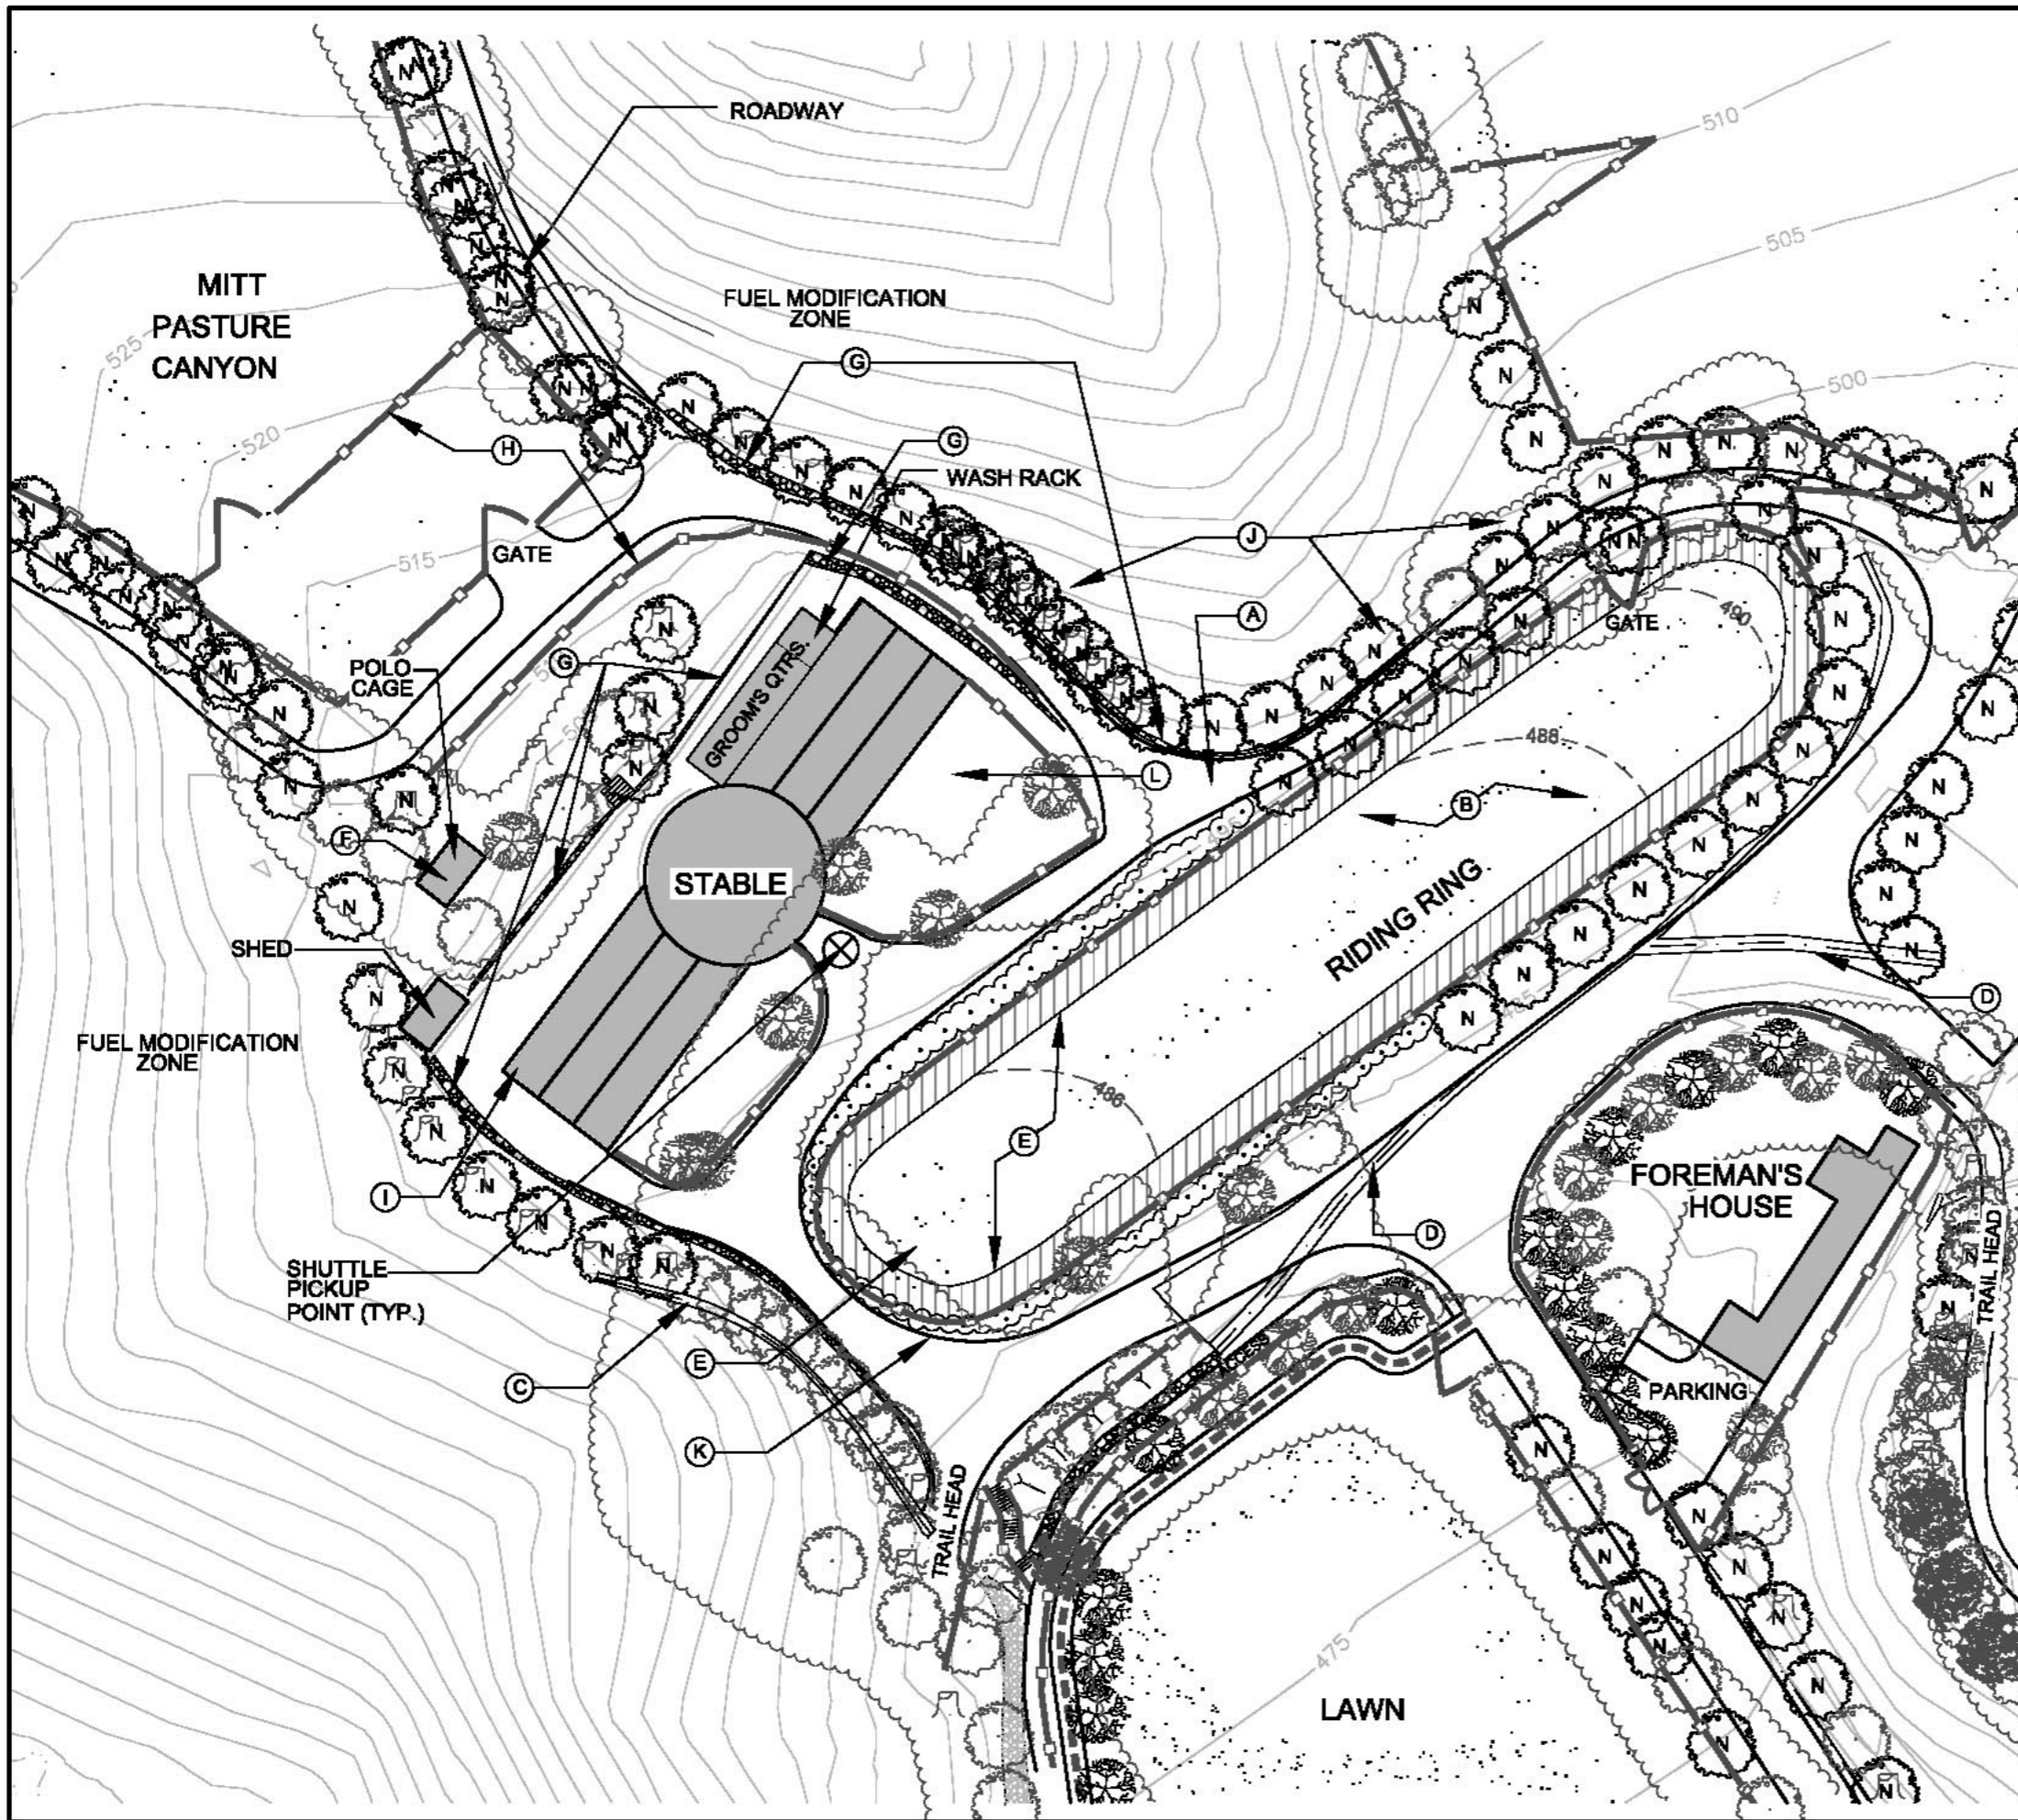 ROADWAY
510
505
MITT
PASTURE
CANYON
FUEL MODIFICATION
ZONE
525
500
G
520
H
G
WASH RACK
J
GATE
515
A
GATE
490
POLO
CAGE
G
GROOM'S QTRS.
488
L
B
F
STABLE
RIDING RING
SHED
D
FUEL MODIFICATION
ZONE
486
E
I
FOREMAN'S
HOUSE
TRAIL HEAD
SHUTTLE
PICKUP
POINT (TYP.)
D
E
C
ACCESS
PARKING
K
TRAIL HEAD
475
LAWN
N